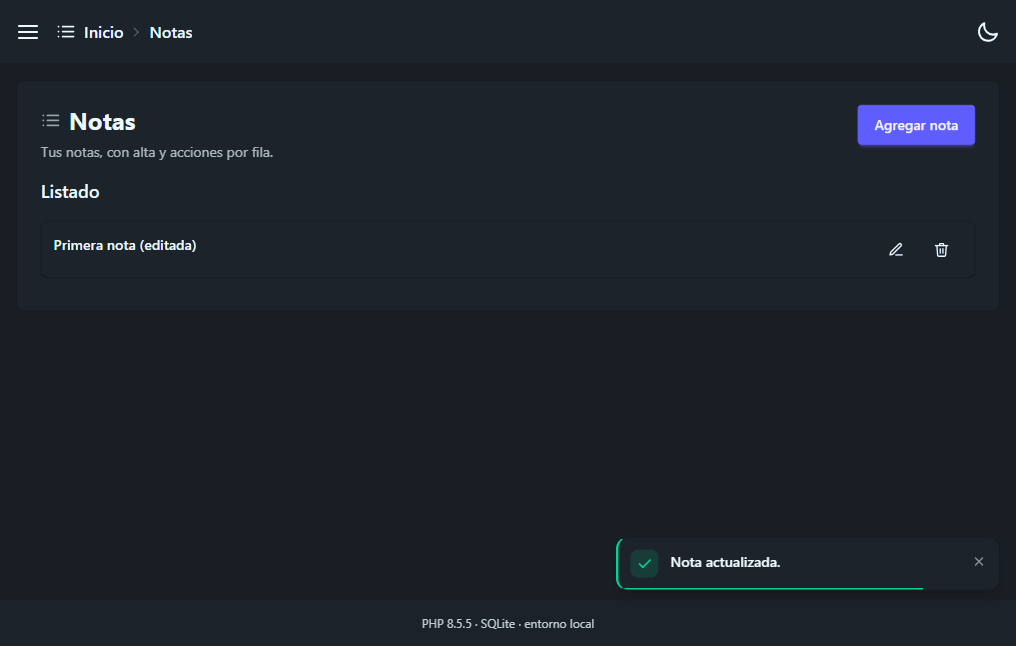 Inicio > Notas
Notas
Agregar nota
Tus notas, con alta y acciones por fila.
Listado
Primera nota (editada)
Nota actualizada.
PHP 8.5.5 · SQLite · entorno local